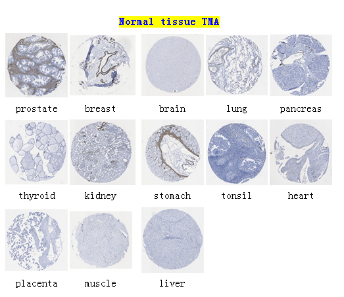 Normal tissue TMA
prostate breast brain lung pancreas
thyroid kidney stomach tonsil heart
placenta muscle liver